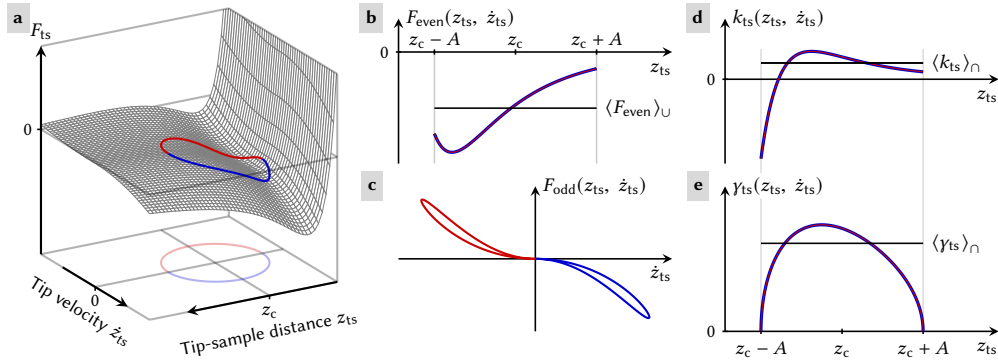 a
F_ts
0
0
Tip velocity ż_ts
z_c
Tip-sample distance z_ts
b
F_even(z_ts, ż_ts)
z_c − A
z_c
z_c + A
0
z_ts
⟨F_even⟩_∪
c
F_odd(z_ts, ż_ts)
ż_ts
d
k_ts(z_ts, ż_ts)
⟨k_ts⟩_∩
0
z_ts
e
γ_ts(z_ts, ż_ts)
⟨γ_ts⟩_∩
0
z_c − A
z_c
z_c + A
z_ts